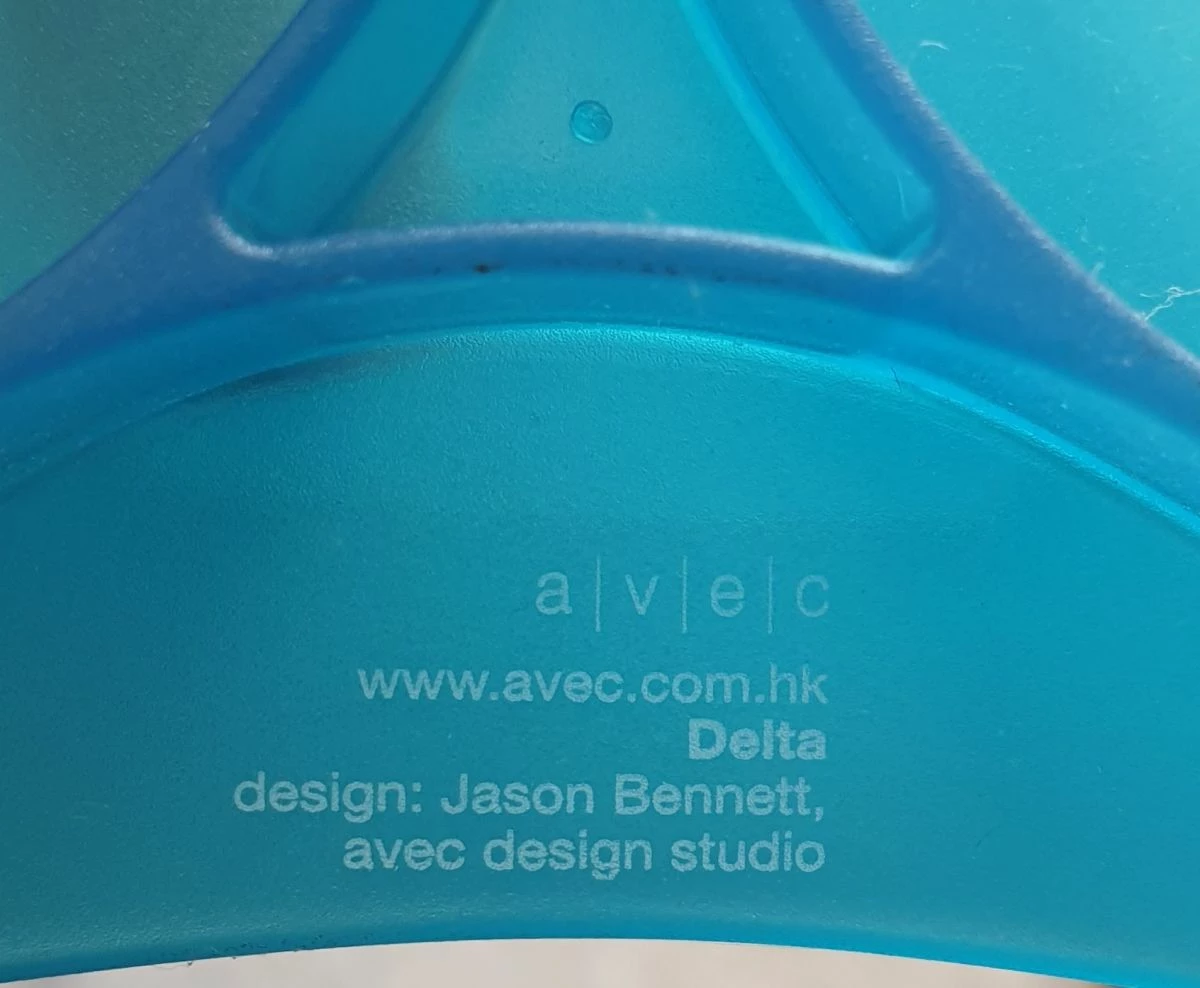 a|v|e|c
www.avec.com.hk
Delta
design: Jason Bennett,
avec design studio